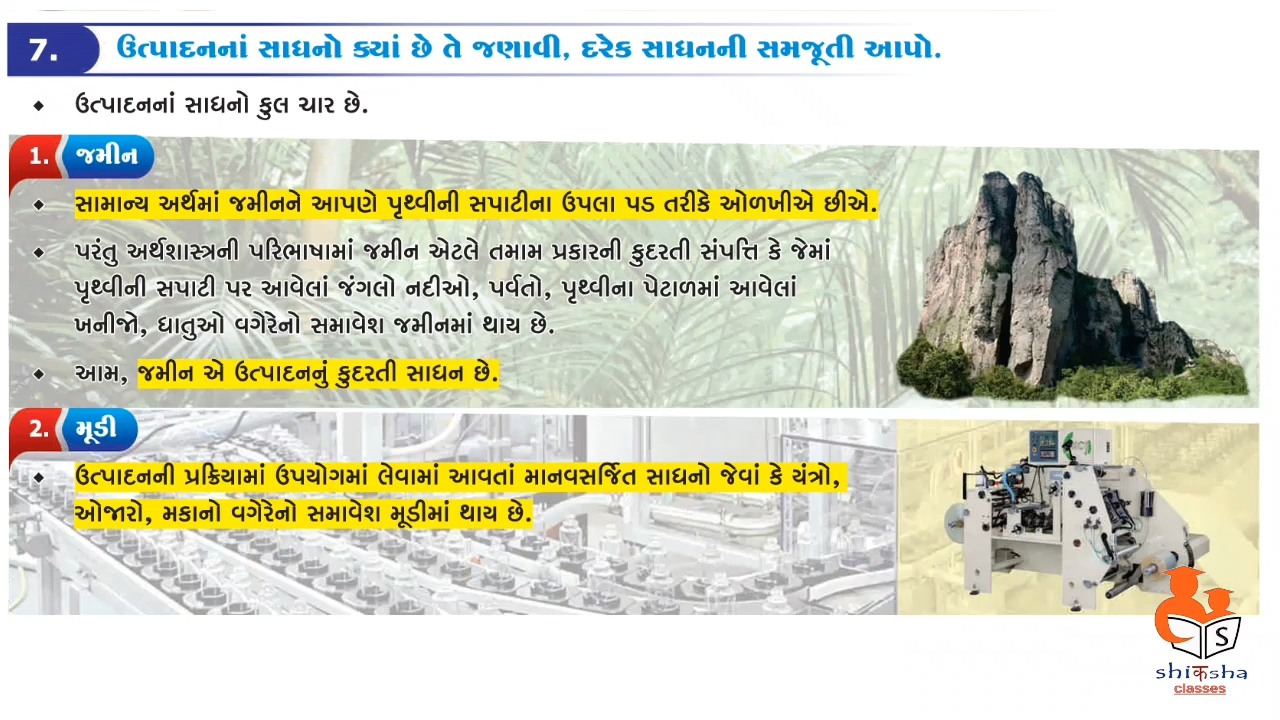 7. ઉત્પાદનનાં સાધનો ક્યાં છે તે જણાવી, દરેક સાધનની સમજૂતી આપો.
◆ ઉત્પાદનનાં સાધનો કુલ ચાર છે.
1. જમીન
◆ સામાન્ય અર્થમાં જમીનને આપણે પૃથ્વીની સપાટીના ઉપલા પડ તરીકે ઓળખીએ છીએ.
◆ પરંતુ અર્થશાસ્ત્રની પરિભાષામાં જમીન એટલે તમામ પ્રકારની કુદરતી સંપત્તિ કે જેમાં
પૃથ્વીની સપાટી પર આવેલાં જંગલો નદીઓ, પર્વતો, પૃથ્વીના પેટાળમાં આવેલાં
ખનીજો, ધાતુઓ વગેરેનો સમાવેશ જમીનમાં થાય છે.
◆ આમ, જમીન એ ઉત્પાદનનું કુદરતી સાધન છે.
2. મૂડી
◆ ઉત્પાદનની પ્રક્રિયામાં ઉપયોગમાં લેવામાં આવતાં માનવસર્જિત સાધનો જેવાં કે યંત્રો,
ઓજારો, મકાનો વગેરેનો સમાવેશ મૂડીમાં થાય છે.
S
shiकsha
classes